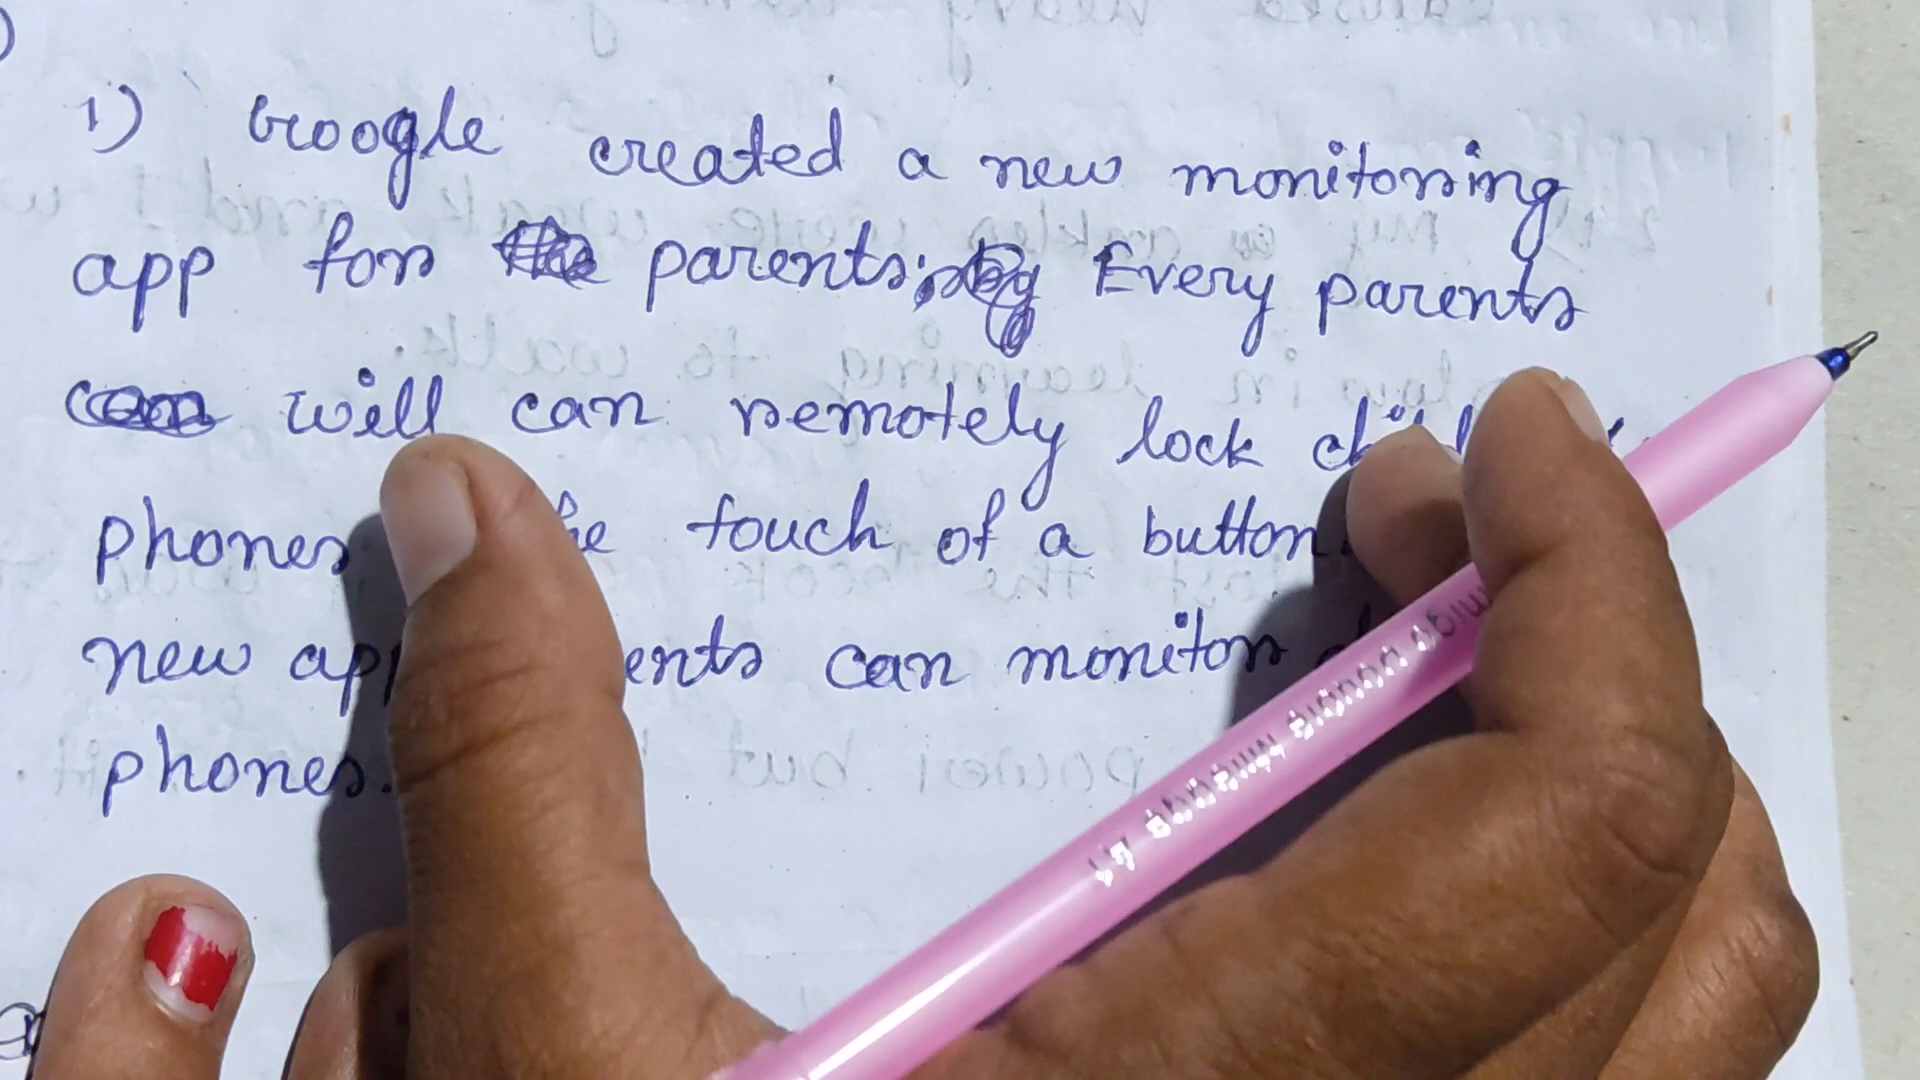 1) Google created a new monitoring
app for parents. Every parents
will can remotely lock
phones touch of a button.
new can monitor
phones.